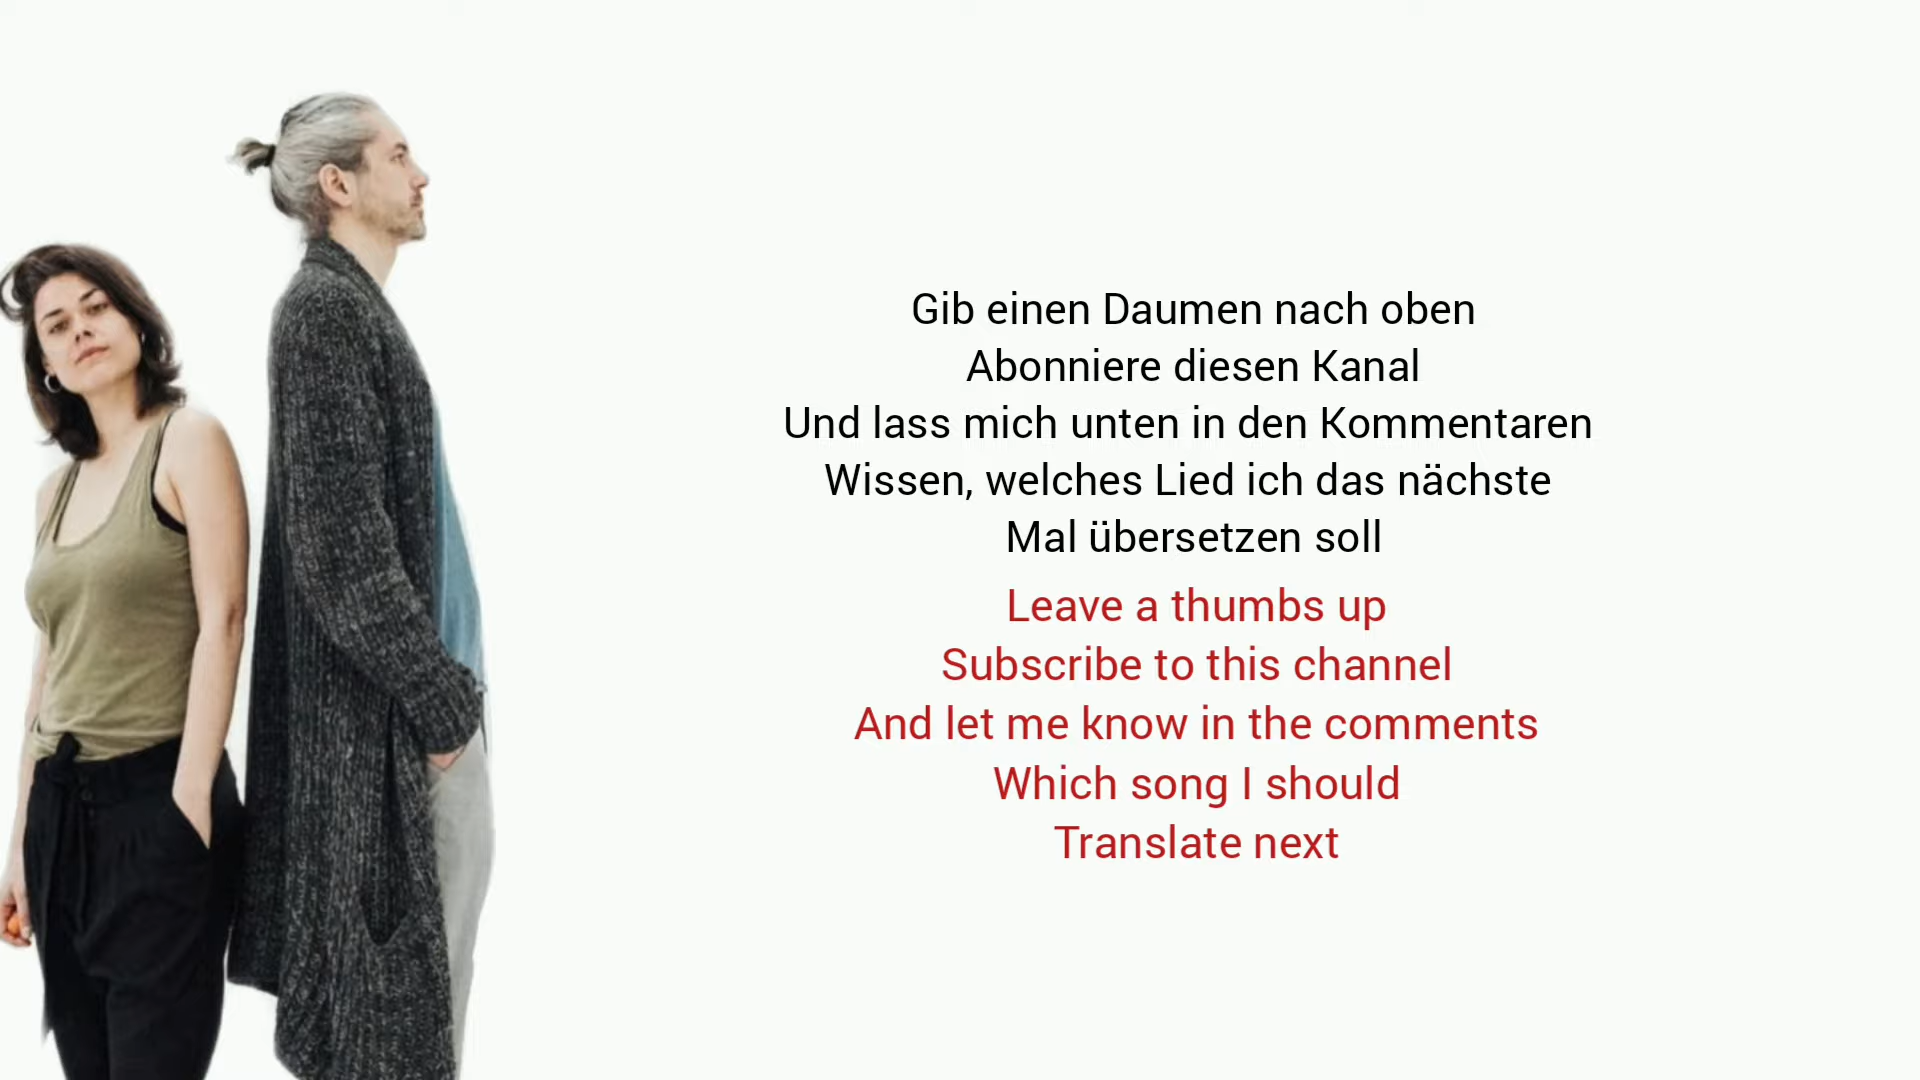 Gib einen Daumen nach oben
Abonniere diesen Kanal
Und lass mich unten in den Kommentaren
Wissen, welches Lied ich das nächste
Mal übersetzen soll
Leave a thumbs up
Subscribe to this channel
And let me know in the comments
Which song I should
Translate next